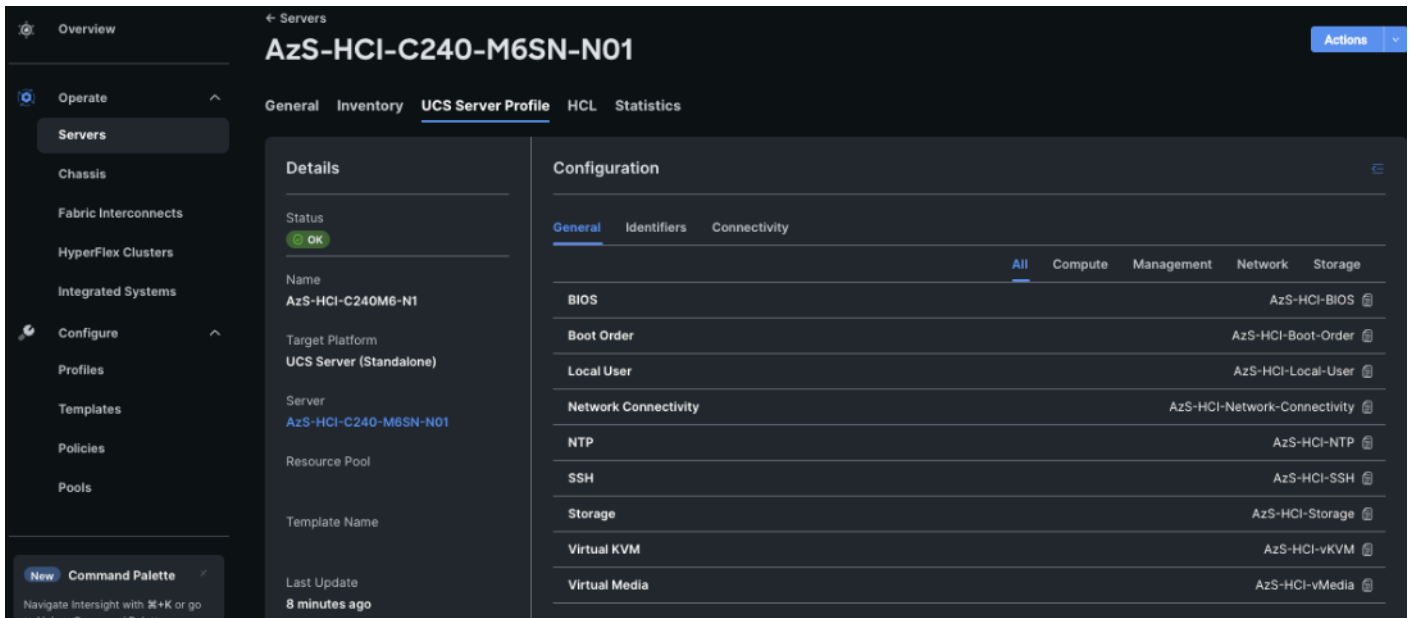 Overview
Operate
Servers
Chassis
Fabric Interconnects
HyperFlex Clusters
Integrated Systems
Configure
Profiles
Templates
Policies
Pools
New Command Palette
Navigate Intersight with ⌘+K or go
← Servers
AzS-HCI-C240-M6SN-N01
Actions
General Inventory UCS Server Profile HCL Statistics
Details
Status
OK
Name
AzS-HCI-C240M6-N1
Target Platform
UCS Server (Standalone)
Server
AzS-HCI-C240-M6SN-N01
Resource Pool
Template Name
Last Update
8 minutes ago
Configuration
General Identifiers Connectivity
All Compute Management Network Storage
BIOS AzS-HCI-BIOS
Boot Order AzS-HCI-Boot-Order
Local User AzS-HCI-Local-User
Network Connectivity AzS-HCI-Network-Connectivity
NTP AzS-HCI-NTP
SSH AzS-HCI-SSH
Storage AzS-HCI-Storage
Virtual KVM AzS-HCI-vKVM
Virtual Media AzS-HCI-vMedia